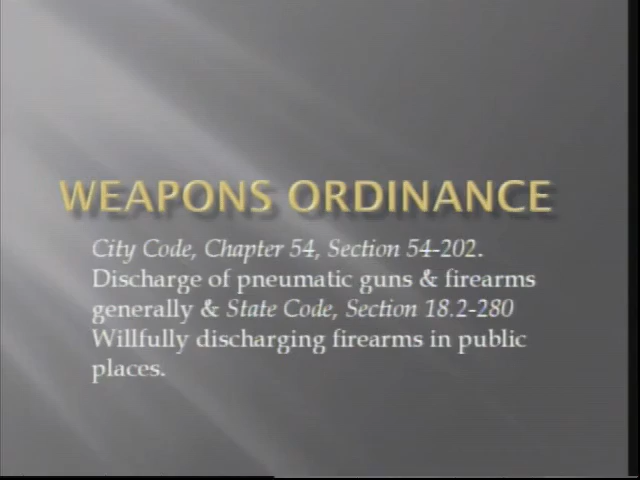 WEAPONS ORDINANCE
City Code, Chapter 54, Section 54-202.
Discharge of pneumatic guns & firearms
generally & State Code, Section 18.2-280
Willfully discharging firearms in public
places.